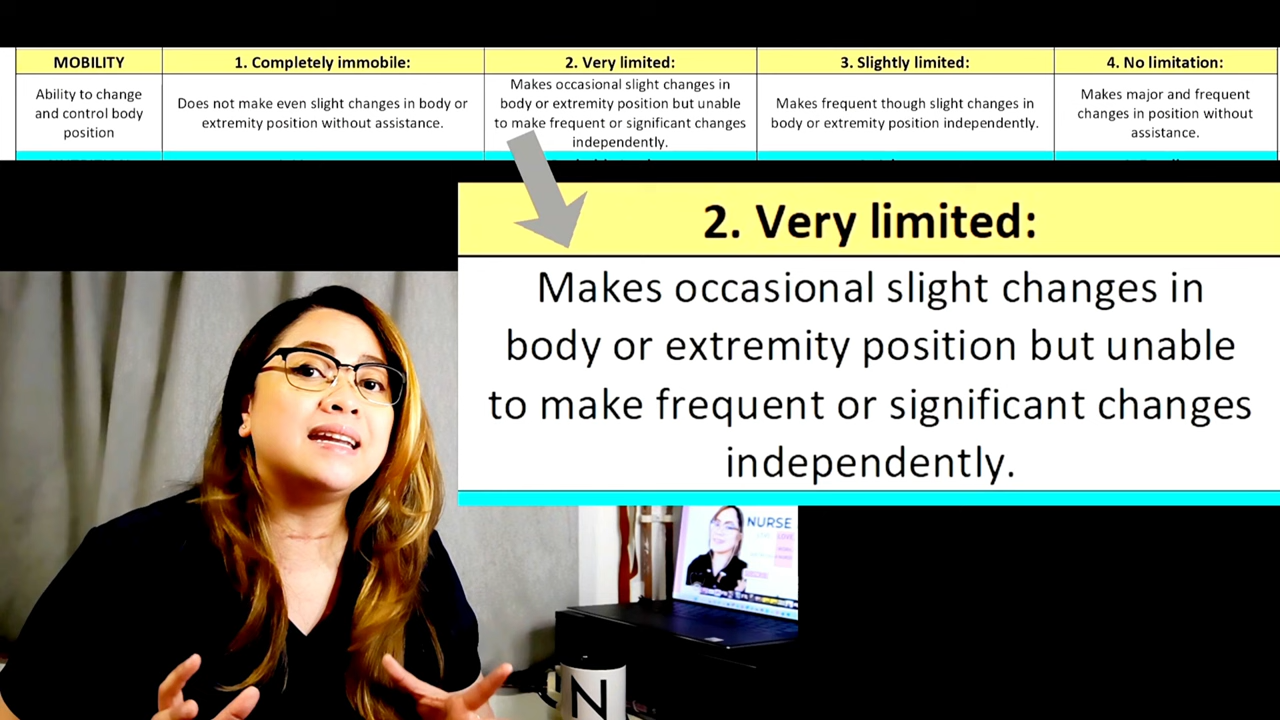 MOBILITY
1. Completely immobile:
2. Very limited:
3. Slightly limited:
4. No limitation:
Ability to change
and control body
position
Does not make even slight changes in body or
extremity position without assistance.
Makes occasional slight changes in
body or extremity position but unable
to make frequent or significant changes
independently.
Makes frequent though slight changes in
body or extremity position independently.
Makes major and frequent
changes in position without
assistance.
2. Very limited:
Makes occasional slight changes in
body or extremity position but unable
to make frequent or significant changes
independently.
NURSE
LOVE
N